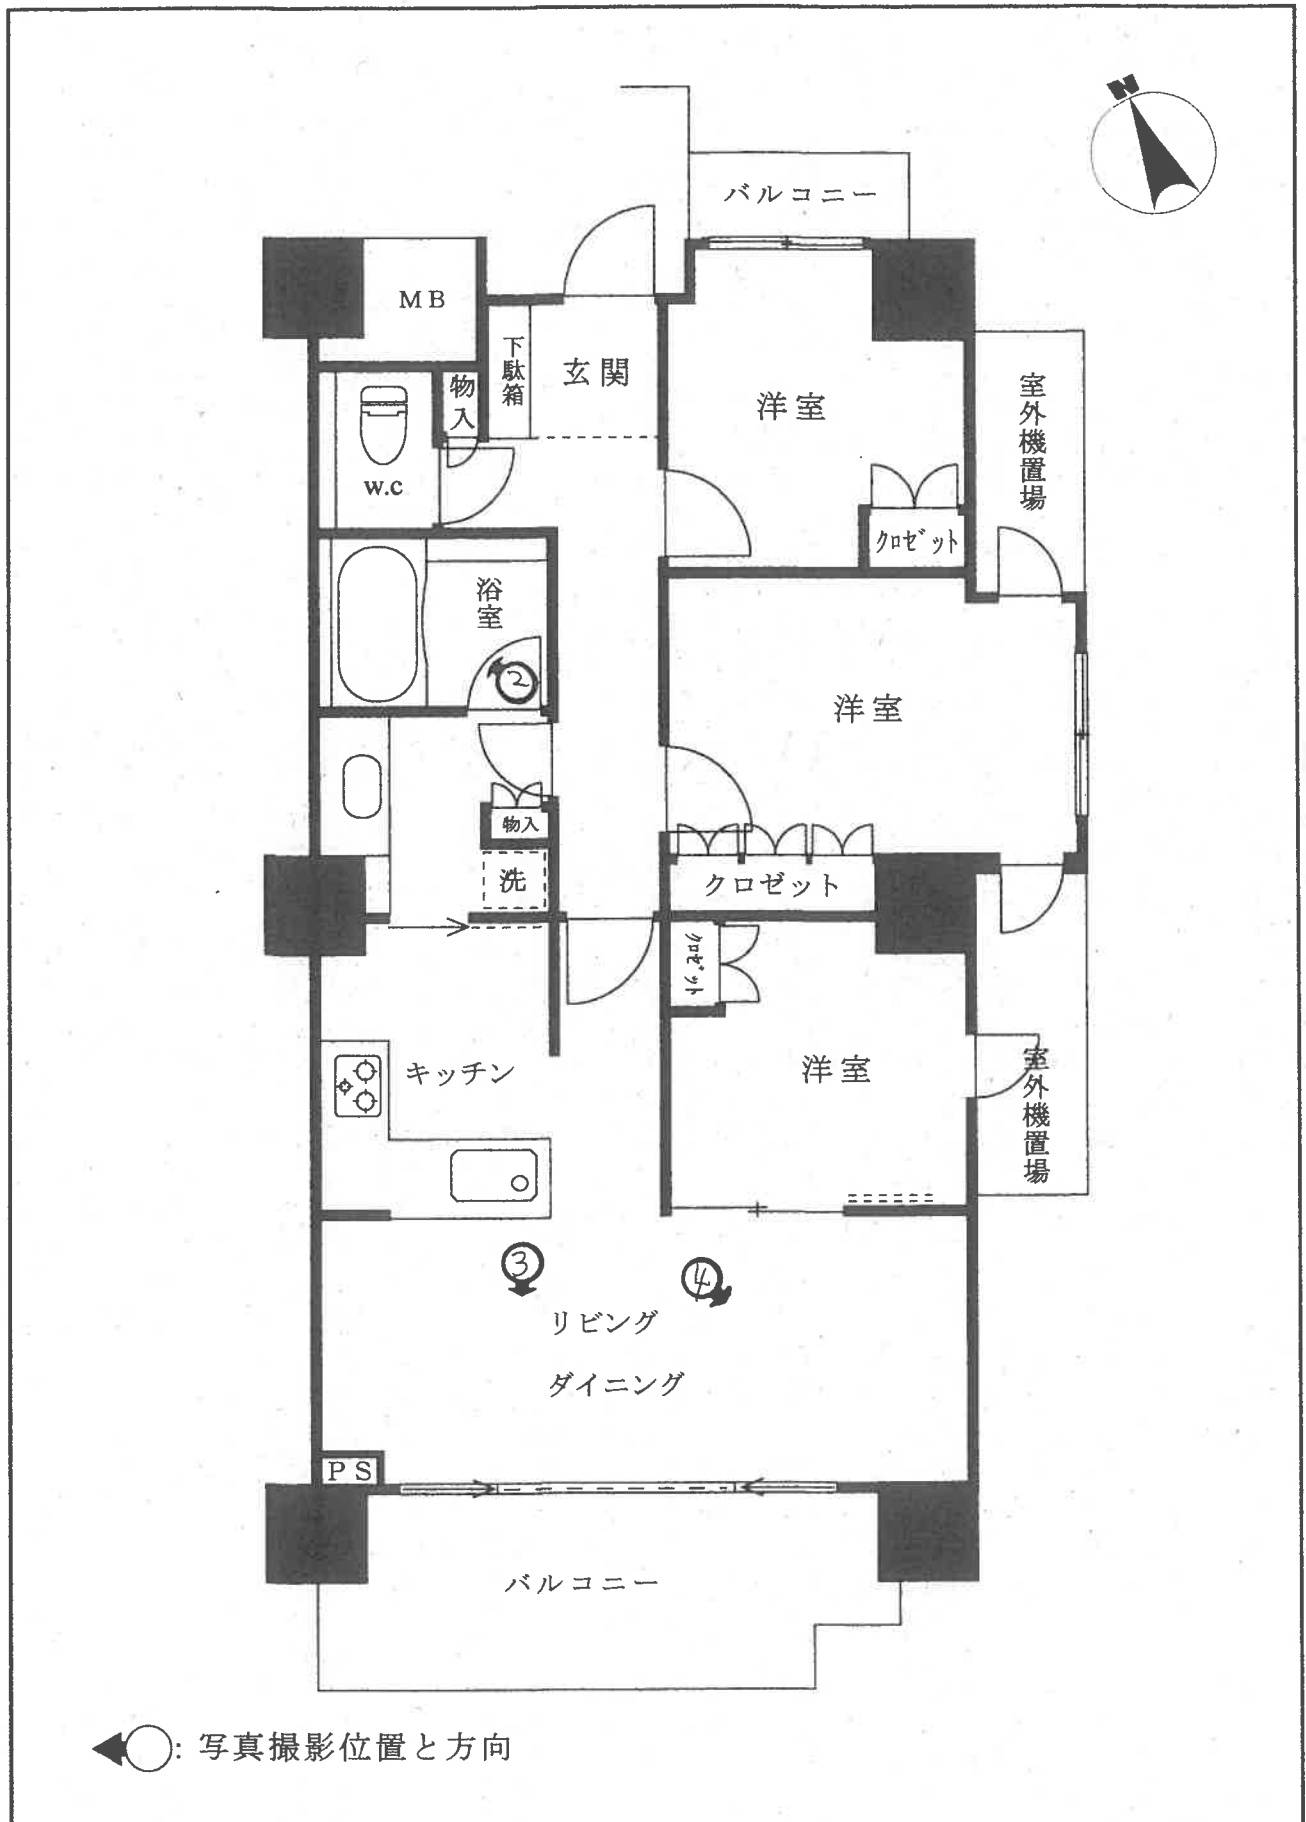 N
バルコニー
MB
下駄箱
玄関
物入
洋室
室外機置場
w.c
クロゼット
浴室
②
洋室
物入
洗
クロゼット
クロゼット
キッチン
洋室
室外機置場
③
④
リビング
ダイニング
PS
バルコニー
: 写真撮影位置と方向